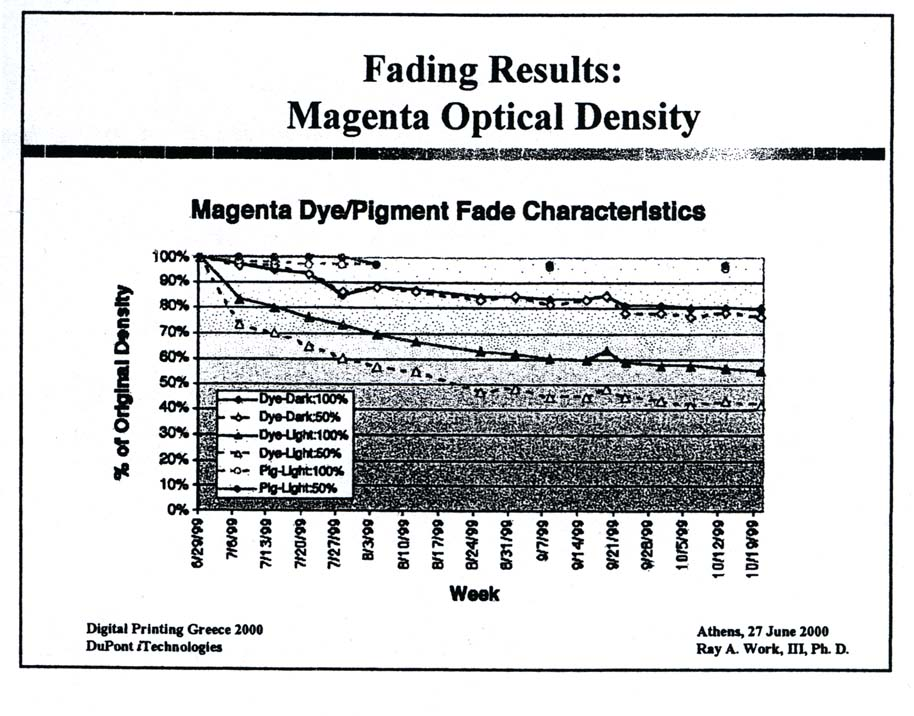 Fading Results:
Magenta Optical Density
Magenta Dye/Pigment Fade Characteristics
100%
90%
80%
70%
60%
50%
40%
30%
20%
10%
0%
% of Original Density
Dye-Dark:100%
Dye-Dark:50%
Dye-Light:100%
Dye-Light:50%
Pig-Light:100%
Pig-Light:50%
6/29/99
7/6/99
7/13/99
7/20/99
7/27/99
8/3/99
8/10/99
8/17/99
8/24/99
8/31/99
9/7/99
9/14/99
9/21/99
9/28/99
10/5/99
10/12/99
10/19/99
Week
Digital Printing Greece 2000
DuPont iTechnologies
Athens, 27 June 2000
Ray A. Work, III, Ph. D.